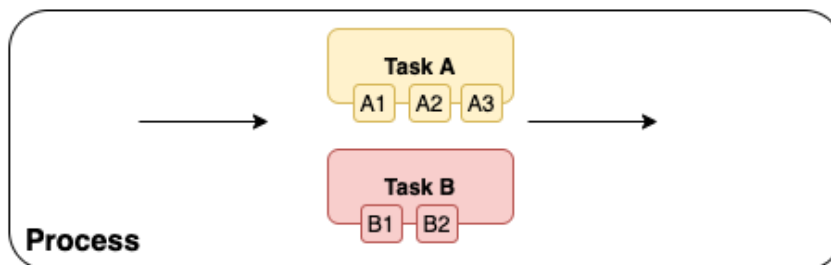 Task A
A1 A2 A3
Task B
B1 B2
Process